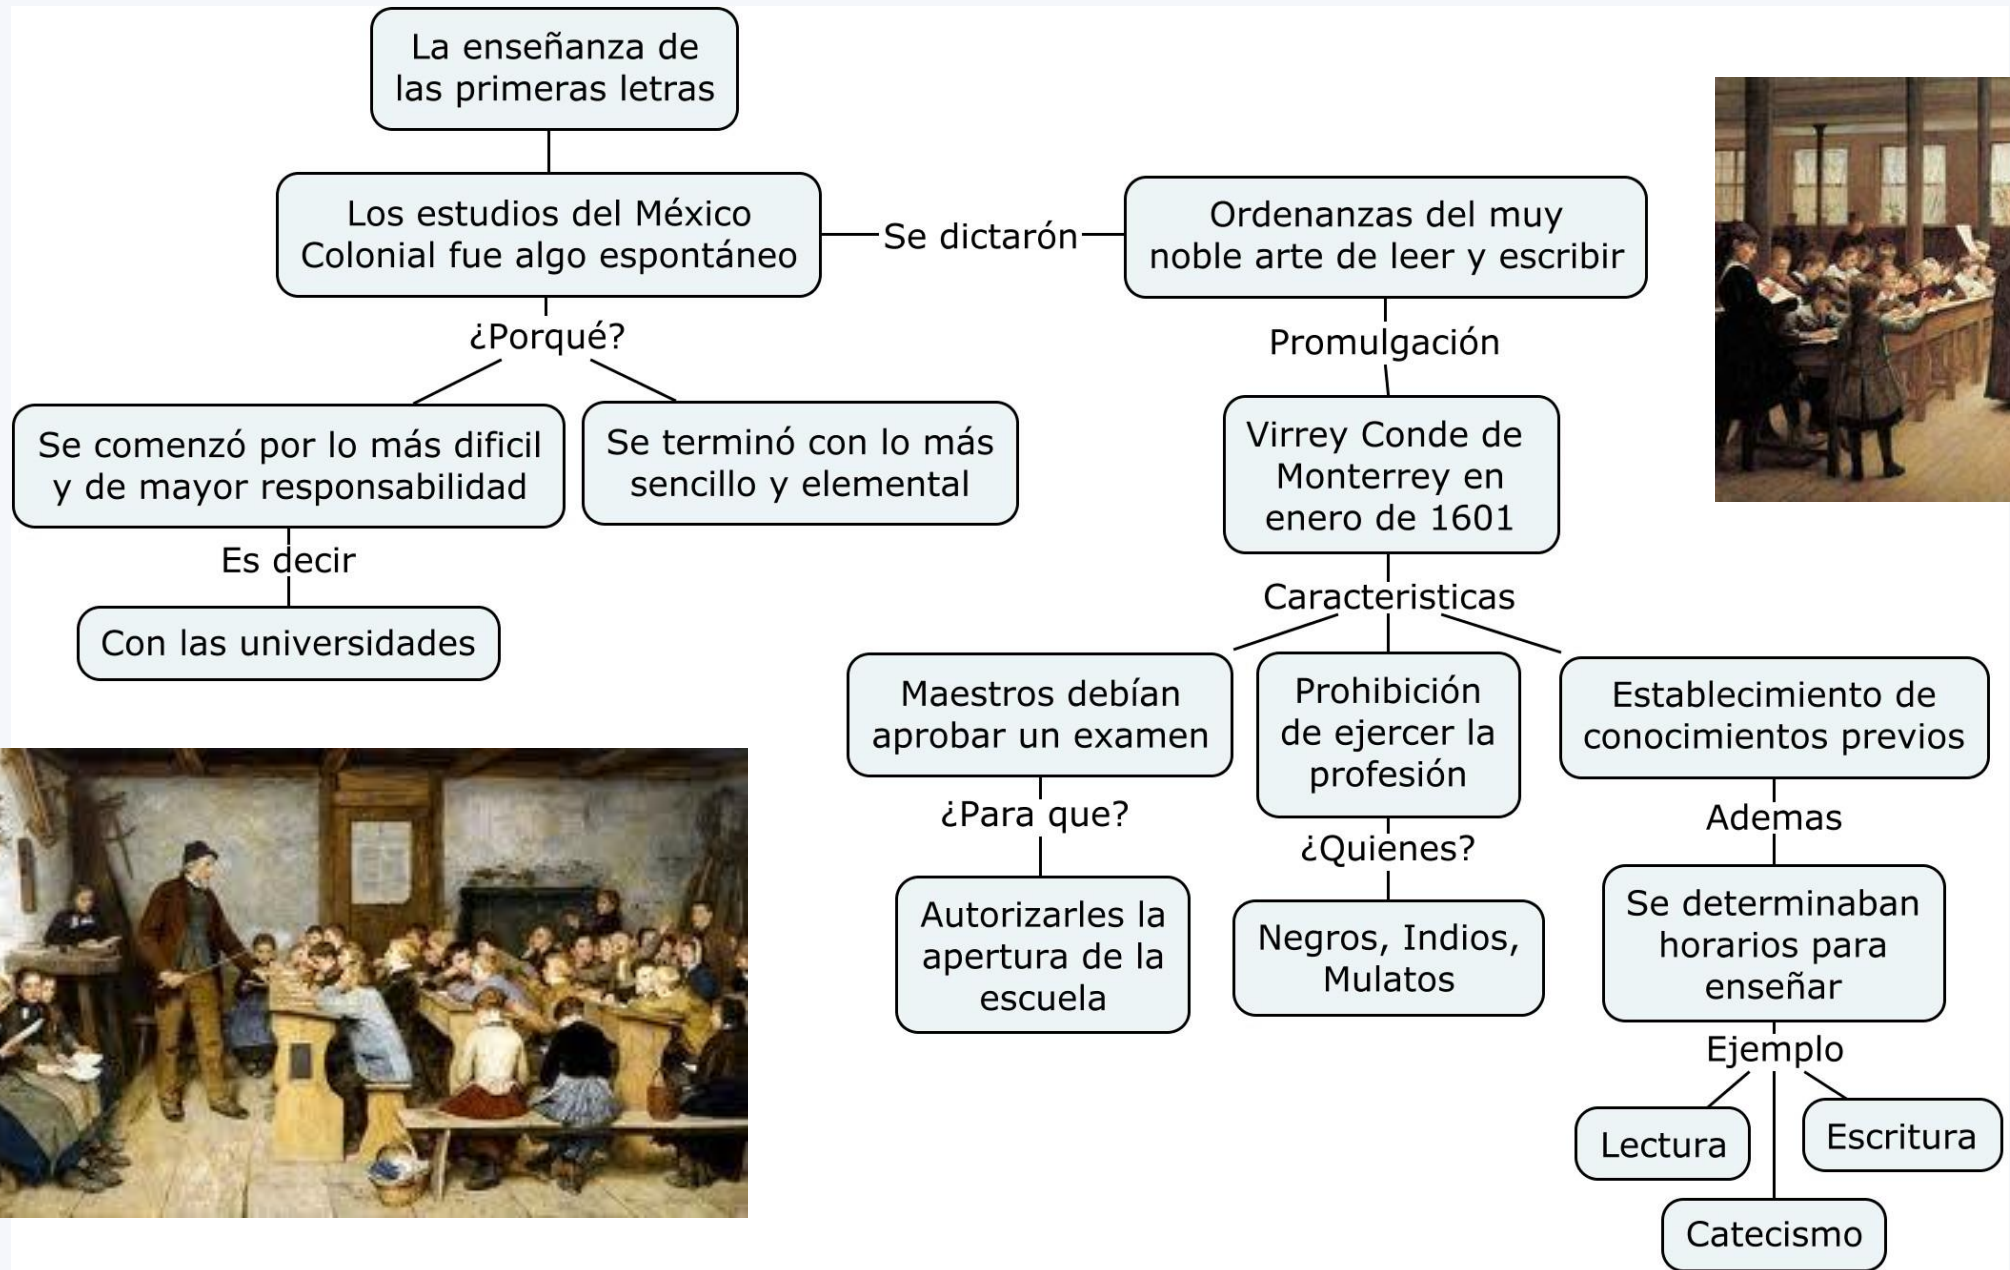 La enseñanza de
las primeras letras
Los estudios del México
Colonial fue algo espontáneo
Se dictarón
Ordenanzas del muy
noble arte de leer y escribir
¿Porqué?
Se comenzó por lo más dificil
y de mayor responsabilidad
Se terminó con lo más
sencillo y elemental
Es decir
Con las universidades
Promulgación
Virrey Conde de
Monterrey en
enero de 1601
Caracteristicas
Maestros debían
aprobar un examen
¿Para que?
Autorizarles la
apertura de la
escuela
Prohibición
de ejercer la
profesión
¿Quienes?
Negros, Indios,
Mulatos
Establecimiento de
conocimientos previos
Ademas
Se determinaban
horarios para
enseñar
Ejemplo
Lectura
Catecismo
Escritura